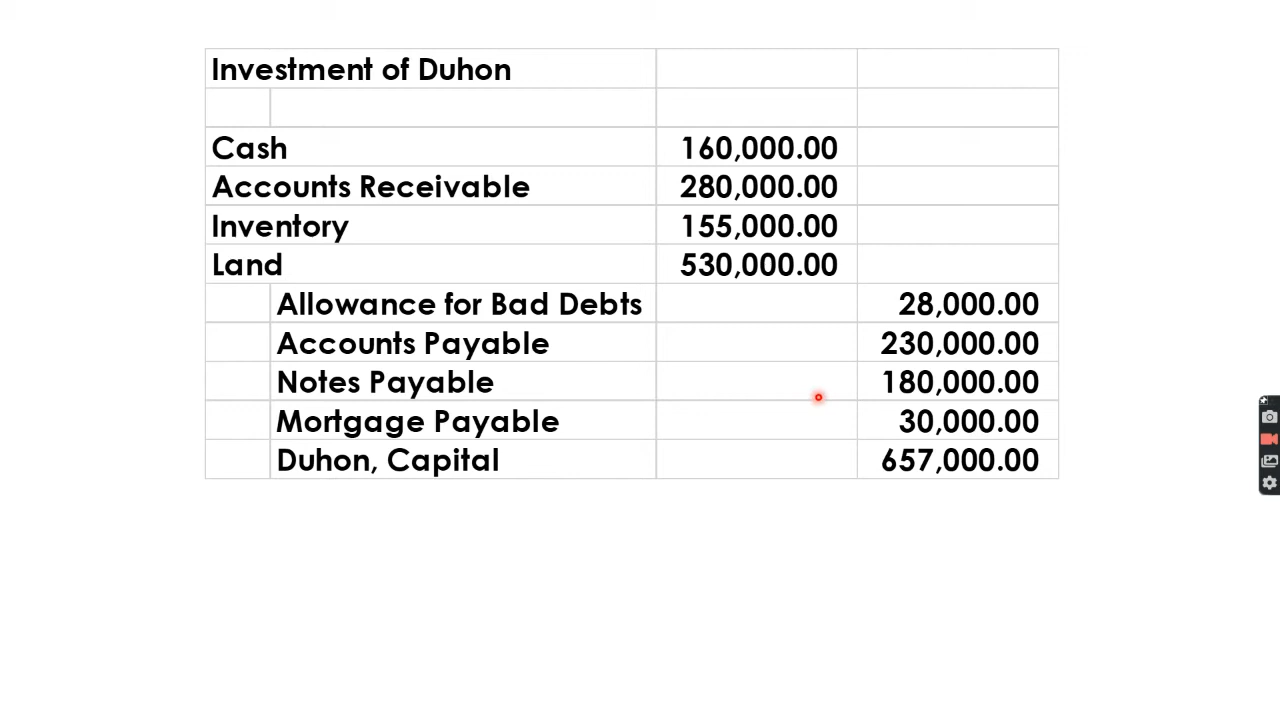 Investment of Duhon
Cash 160,000.00
Accounts Receivable 280,000.00
Inventory 155,000.00
Land 530,000.00
Allowance for Bad Debts 28,000.00
Accounts Payable 230,000.00
Notes Payable 180,000.00
Mortgage Payable 30,000.00
Duhon, Capital 657,000.00